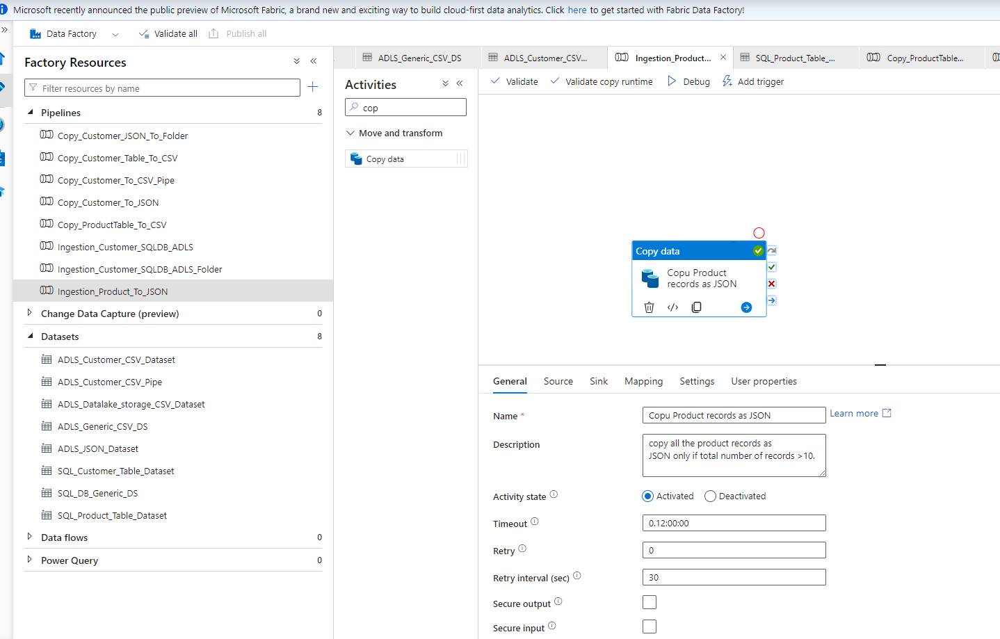 Microsoft recently announced the public preview of Microsoft Fabric, a brand new and exciting way to build cloud-first data analytics. Click here to get started with Fabric Data Factory!
Data Factory
Validate all
Publish all
Factory Resources
Filter resources by name
Pipelines 8
Copy_Customer_JSON_To_Folder
Copy_Customer_Table_To_CSV
Copy_Customer_To_CSV_Pipe
Copy_Customer_To_JSON
Copy_ProductTable_To_CSV
Ingestion_Customer_SQLDB_ADLS
Ingestion_Customer_SQLDB_ADLS_Folder
Ingestion_Product_To_JSON
Change Data Capture (preview) 0
Datasets 8
ADLS_Customer_CSV_Dataset
ADLS_Customer_CSV_Pipe
ADLS_Datalake_storage_CSV_Dataset
ADLS_Generic_CSV_DS
ADLS_JSON_Dataset
SQL_Customer_Table_Dataset
SQL_DB_Generic_DS
SQL_Product_Table_Dataset
Data flows 0
Power Query 0
ADLS_Generic_CSV_DS
ADLS_Customer_CSV...
Ingestion_Product...
SQL_Product_Table_...
Copy_ProductTable...
Activities
cop
Move and transform
Copy data
Validate
Validate copy runtime
Debug
Add trigger
Copy data
Copu Product
records as JSON
General
Source
Sink
Mapping
Settings
User properties
Name *
Copu Product records as JSON
Learn more
Description
copy all the product records as
JSON only if total number of records >10.
Activity state
Activated
Deactivated
Timeout
0.12:00:00
Retry
0
Retry interval (sec)
30
Secure output
Secure input